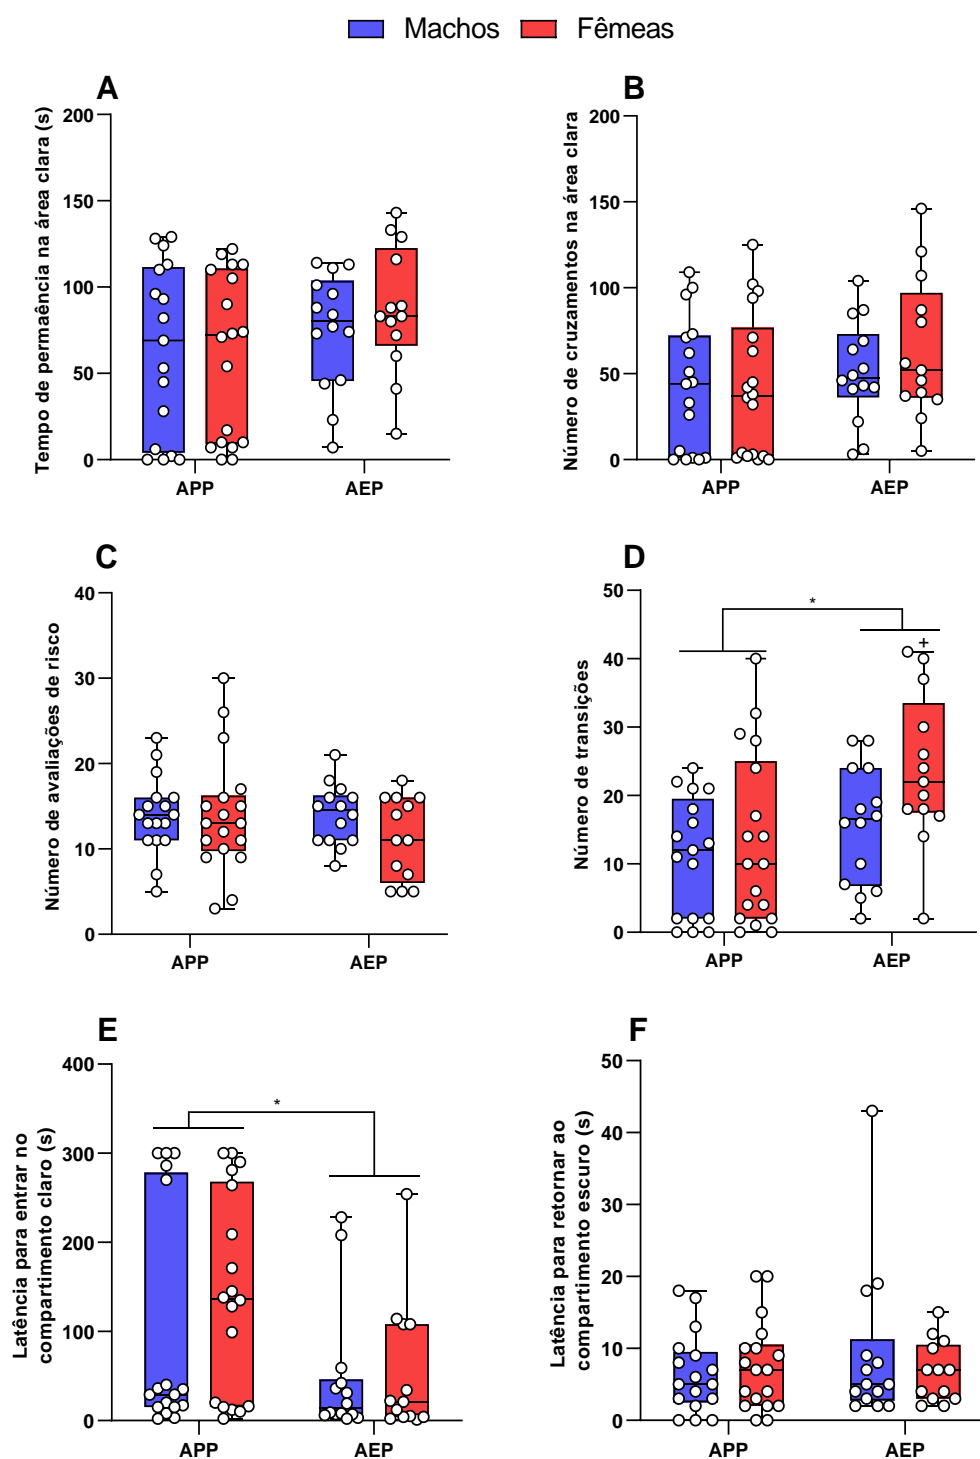 Machos Fêmeas
A
Tempo de permaência na área clara (s)
200
150
100
50
0
APP AEP
B
Número de cruzamentos na área clara
200
150
100
50
0
APP AEP
C
Número de avaliações de risco
40
30
20
10
0
APP AEP
D
Número de transições
50
40
30
20
10
0
*
+
APP AEP
E
Latência para entrar no
compartimento claro (s)
400
300
200
100
0
*
APP AEP
F
Latência para retornar ao
compartimento escuro (s)
50
40
30
20
10
0
APP AEP